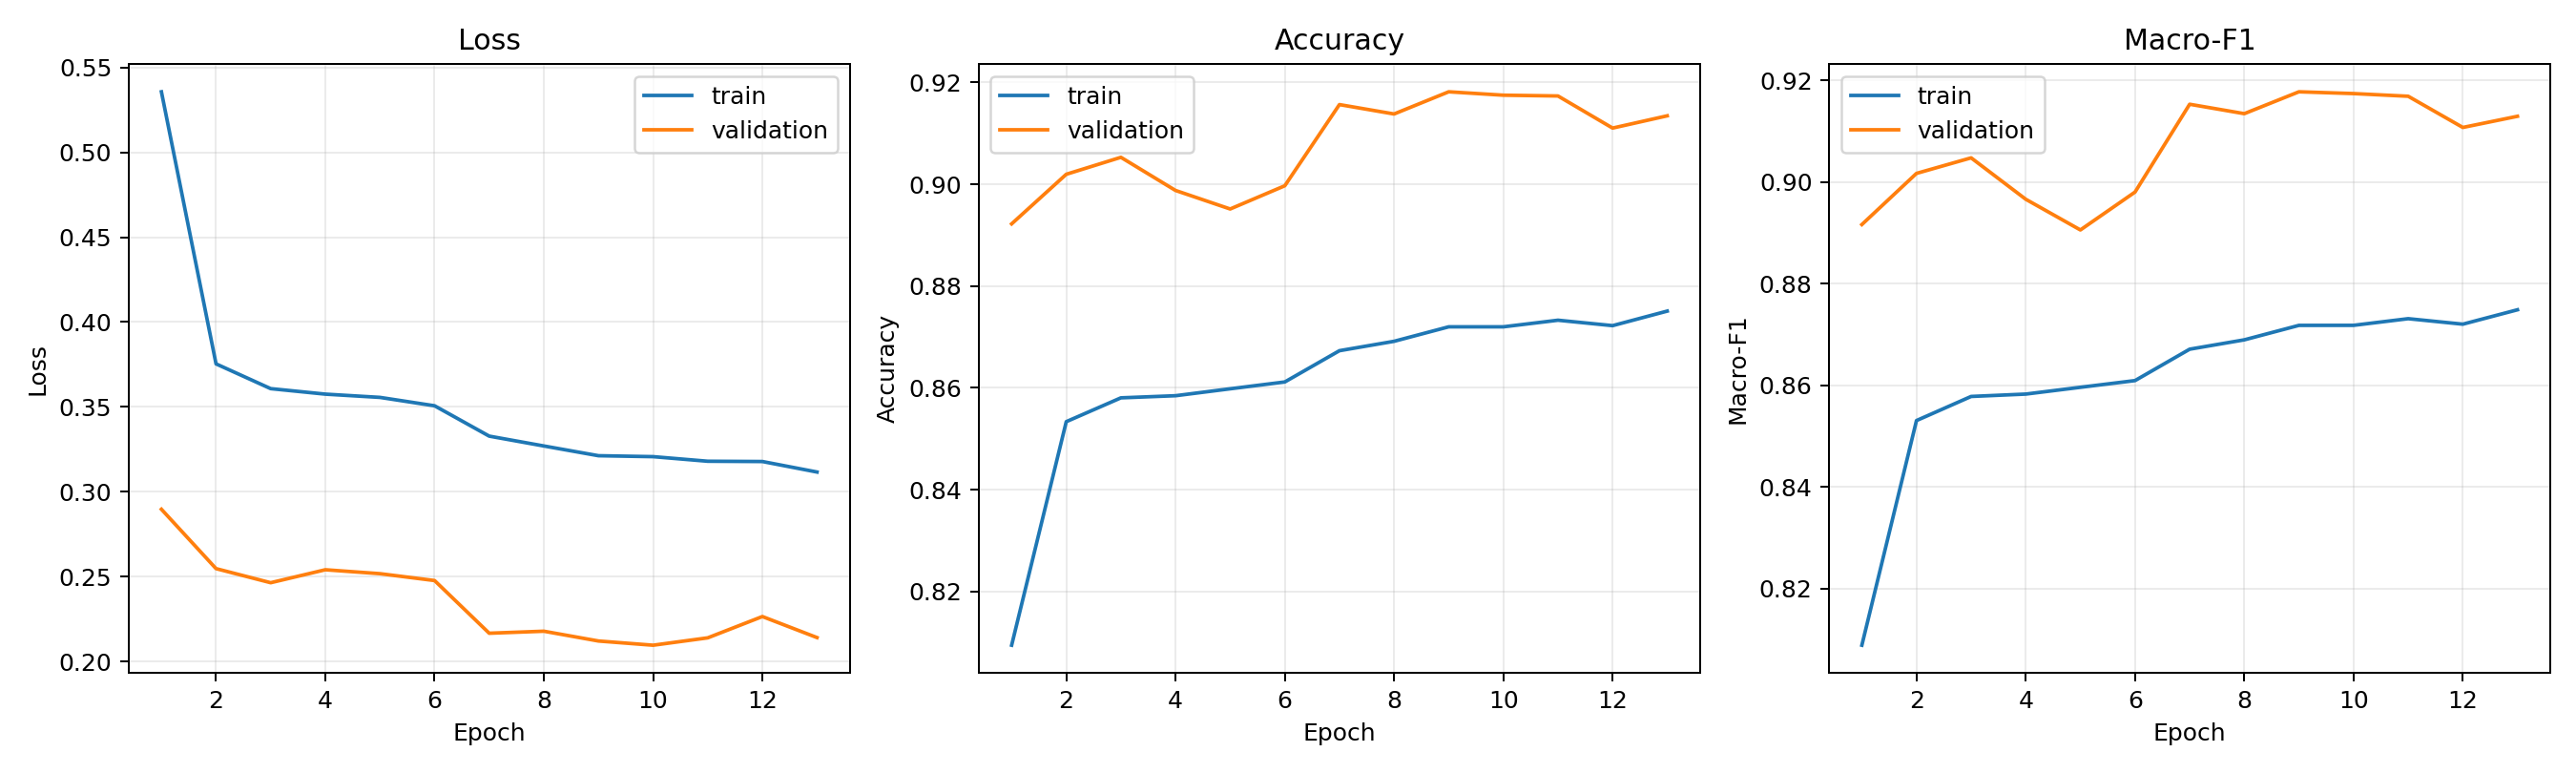 Loss
0.55
0.50
0.45
0.40
0.35
0.30
0.25
0.20
Loss
train
validation
2 4 6 8 10 12
Epoch
Accuracy
0.92
0.90
0.88
0.86
0.84
0.82
Accuracy
train
validation
2 4 6 8 10 12
Epoch
Macro-F1
0.92
0.90
0.88
0.86
0.84
0.82
Macro-F1
train
validation
2 4 6 8 10 12
Epoch